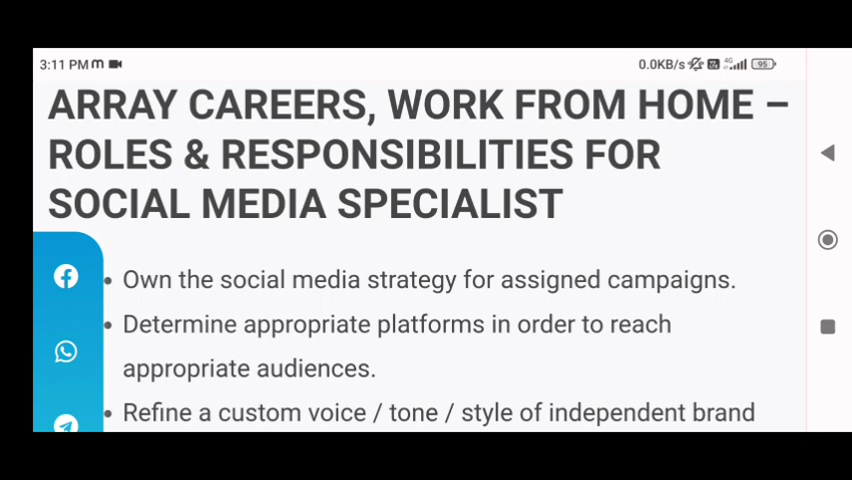 3:11 PM 0.0KB/s 4G 95
ARRAY CAREERS, WORK FROM HOME –
ROLES & RESPONSIBILITIES FOR
SOCIAL MEDIA SPECIALIST
• Own the social media strategy for assigned campaigns.
• Determine appropriate platforms in order to reach
appropriate audiences.
• Refine a custom voice / tone / style of independent brand